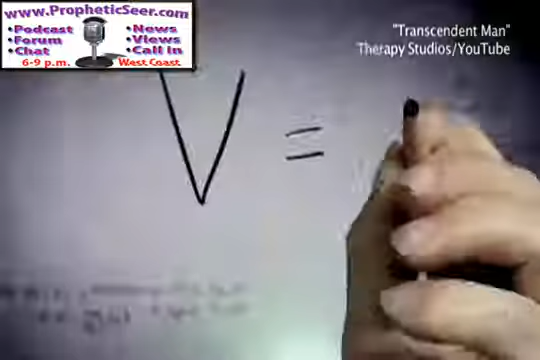 www.PropheticSeer.com
•Podcast
•Forum
•Chat
•News
•Views
•Call in
6-9 p.m. West Coast
"Transcendent Man"
Therapy Studios/YouTube
V =